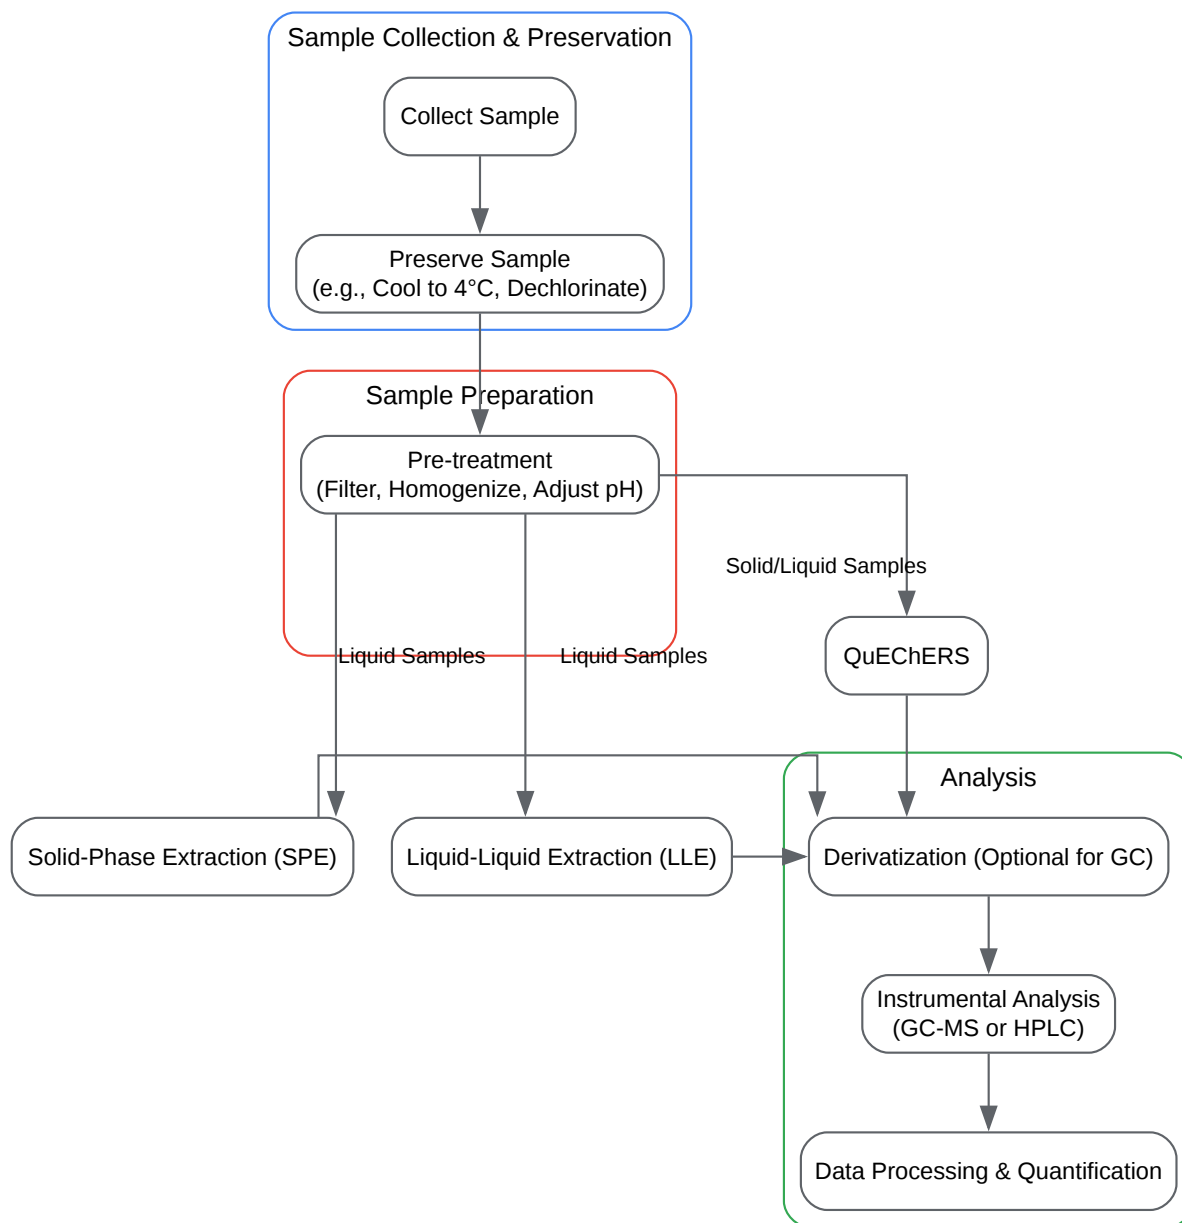 Sample Collection & Preservation
Collect Sample
Preserve Sample
(e.g., Cool to 4°C, Dechlorinate)
Sample Preparation
Pre-treatment
(Filter, Homogenize, Adjust pH)
Solid/Liquid Samples
Liquid Samples
Liquid Samples
QuEChERS
Analysis
Solid-Phase Extraction (SPE)
Liquid-Liquid Extraction (LLE)
Derivatization (Optional for GC)
Instrumental Analysis
(GC-MS or HPLC)
Data Processing & Quantification